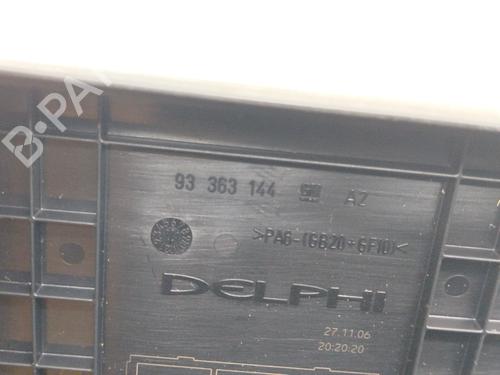 B-PA
93 363 144 GM AZ
>PA6-(GB20+GF10)<
DELPHI
27.11.06
20:20:20